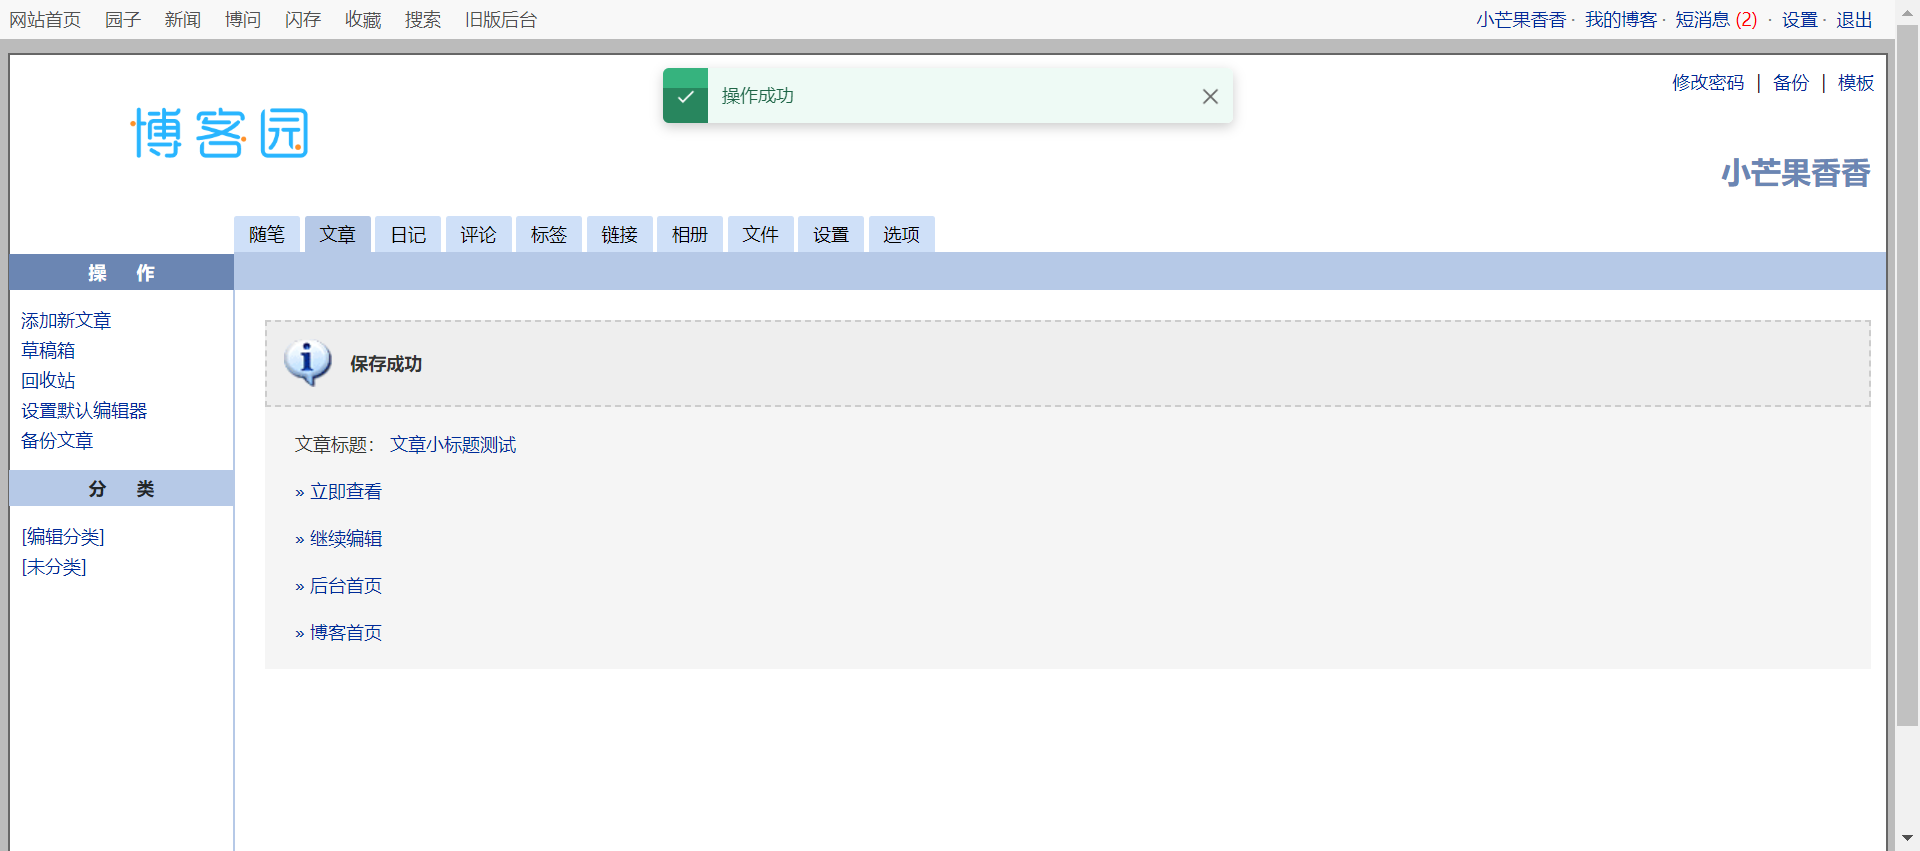 网站首页 园子 新闻 博问 闪存 收藏 搜索 旧版后台 小芒果香香· 我的博客· 短消息 (2) · 设置· 退出
操作成功
修改密码 | 备份 | 模板
博客园
小芒果香香
随笔 文章 日记 评论 标签 链接 相册 文件 设置 选项
操 作
添加新文章
草稿箱
回收站
设置默认编辑器
备份文章
分 类
[编辑分类]
[未分类]
保存成功
文章标题： 文章小标题测试
» 立即查看
» 继续编辑
» 后台首页
» 博客首页